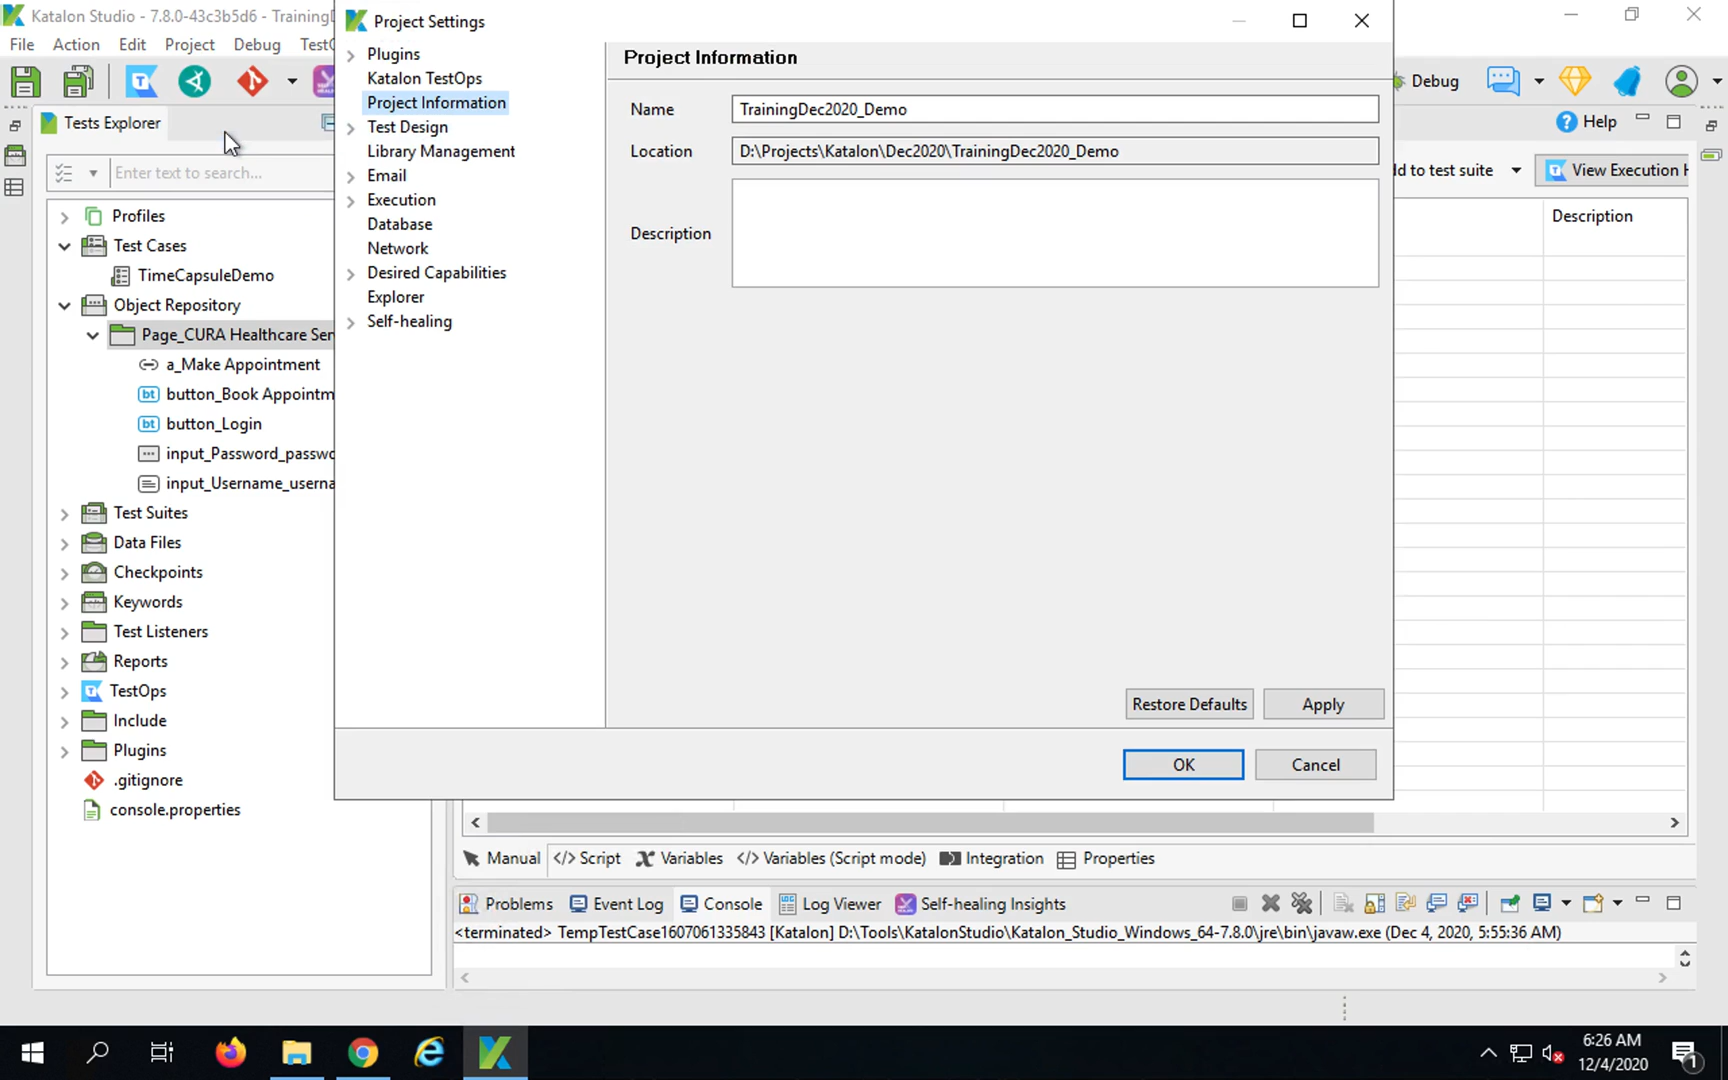 Katalon Studio - 7.8.0-43c3b5d6 - TrainingD
File Action Edit Project Debug TestO
Tests Explorer
Enter text to search...
Profiles
Test Cases
TimeCapsuleDemo
Object Repository
Page_CURA Healthcare Ser
a_Make Appointment
button_Book Appointm
button_Login
input_Password_passwo
input_Username_userna
Test Suites
Data Files
Checkpoints
Keywords
Test Listeners
Reports
TestOps
Include
Plugins
.gitignore
console.properties
Project Settings
Plugins
Katalon TestOps
Project Information
Test Design
Library Management
Email
Execution
Database
Network
Desired Capabilities
Explorer
Self-healing
Project Information
Name TrainingDec2020_Demo
Location D:\Projects\Katalon\Dec2020\TrainingDec2020_Demo
Description
Restore Defaults Apply
OK Cancel
Debug
Help
dd to test suite View Execution H
Description
Manual </> Script Variables </> Variables (Script mode) Integration Properties
Problems Event Log Console Log Viewer Self-healing Insights
<terminated> TempTestCase1607061335843 [Katalon] D:\Tools\KatalonStudio\Katalon_Studio_Windows_64-7.8.0\jre\bin\javaw.exe (Dec 4, 2020, 5:55:36 AM)
6:26 AM
12/4/2020
1